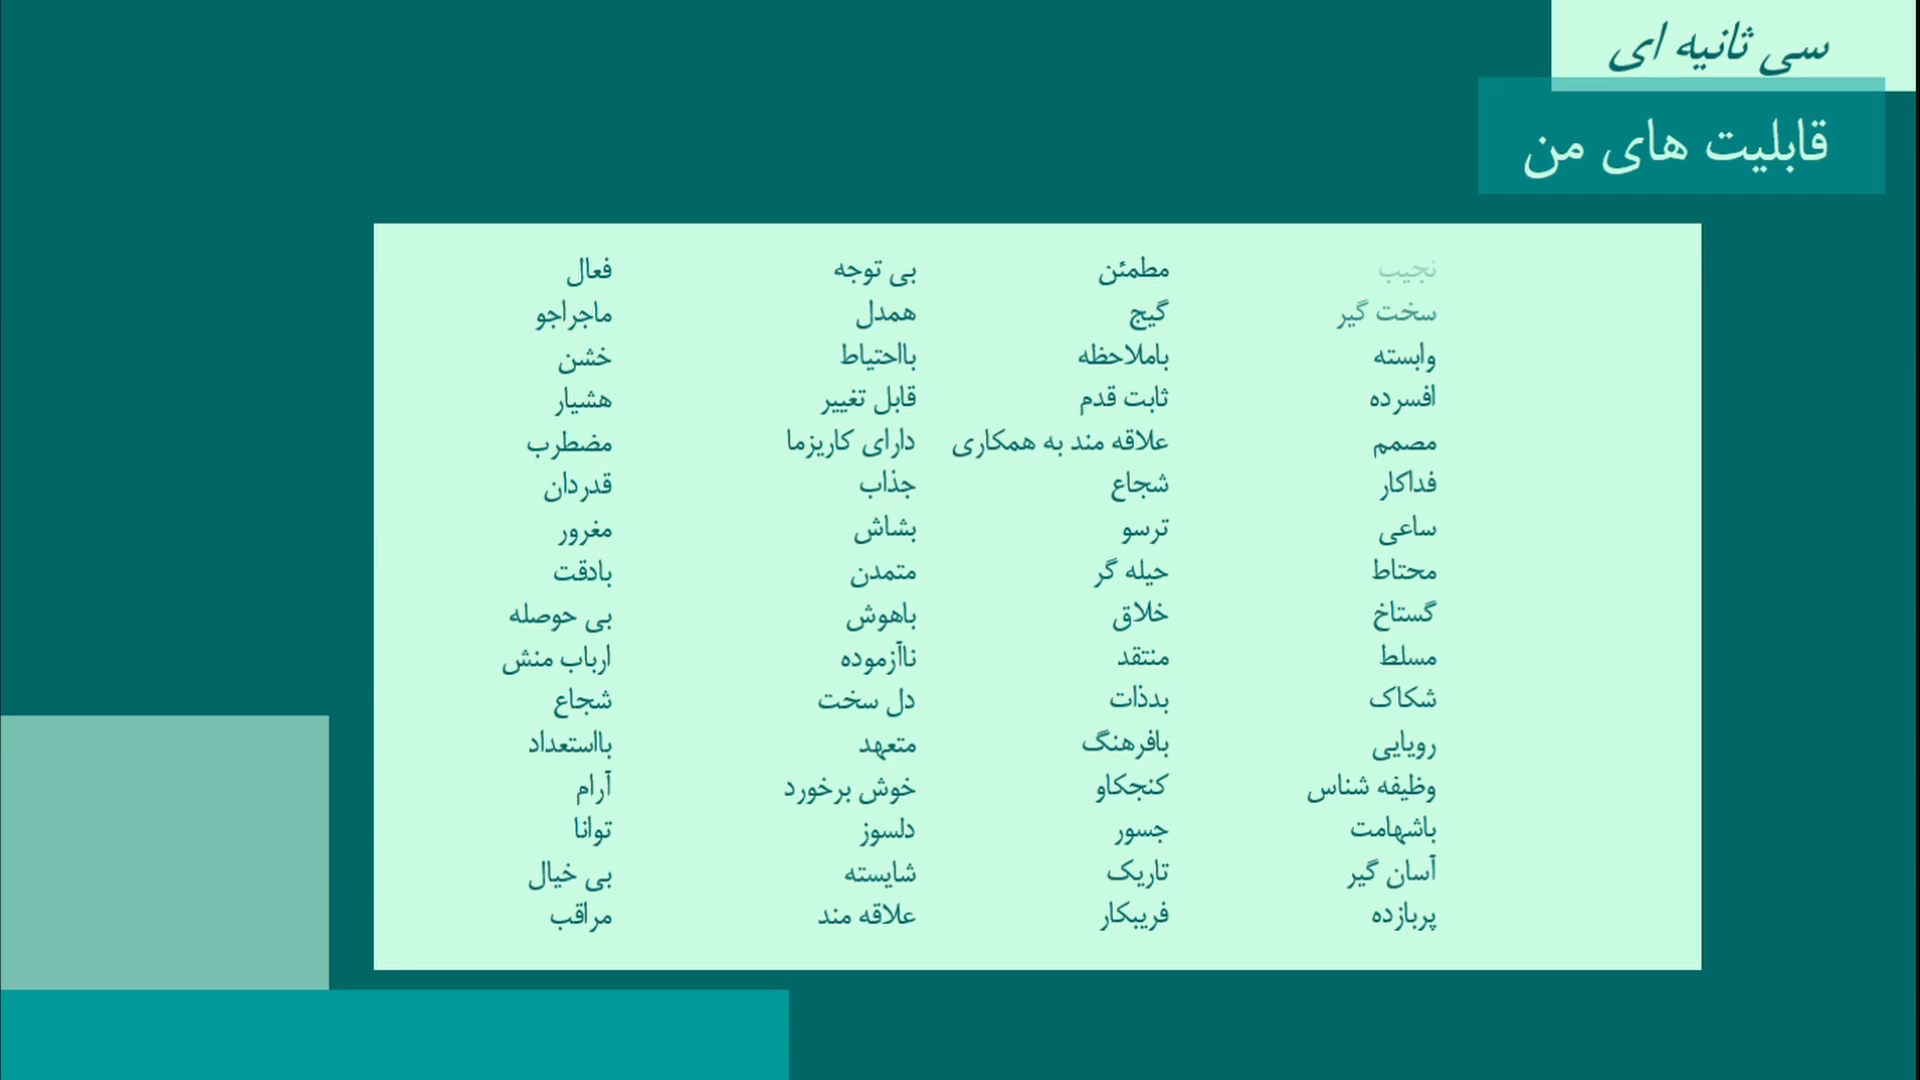 سی ثانیه ای
قابلیت های من
نجیب مطمئن بی توجه فعال
سخت گیر گیج همدل ماجراجو
وابسته باملاحظه بااحتیاط خشن
افسرده ثابت قدم قابل تغییر هشیار
مصمم علاقه مند به همکاری دارای کاریزما مضطرب
فداکار شجاع جذاب قدردان
ساعی ترسو بشاش مغرور
محتاط حیله گر متمدن بادقت
گستاخ خلاق باهوش بی حوصله
مسلط منتقد ناآزموده ارباب منش
شکاک بدذات دل سخت شجاع
رویایی بافرهنگ متعهد بااستعداد
وظیفه شناس کنجکاو خوش برخورد آرام
باشهامت جسور دلسوز توانا
آسان گیر تاریک شایسته بی خیال
پربازده فریبکار علاقه مند مراقب